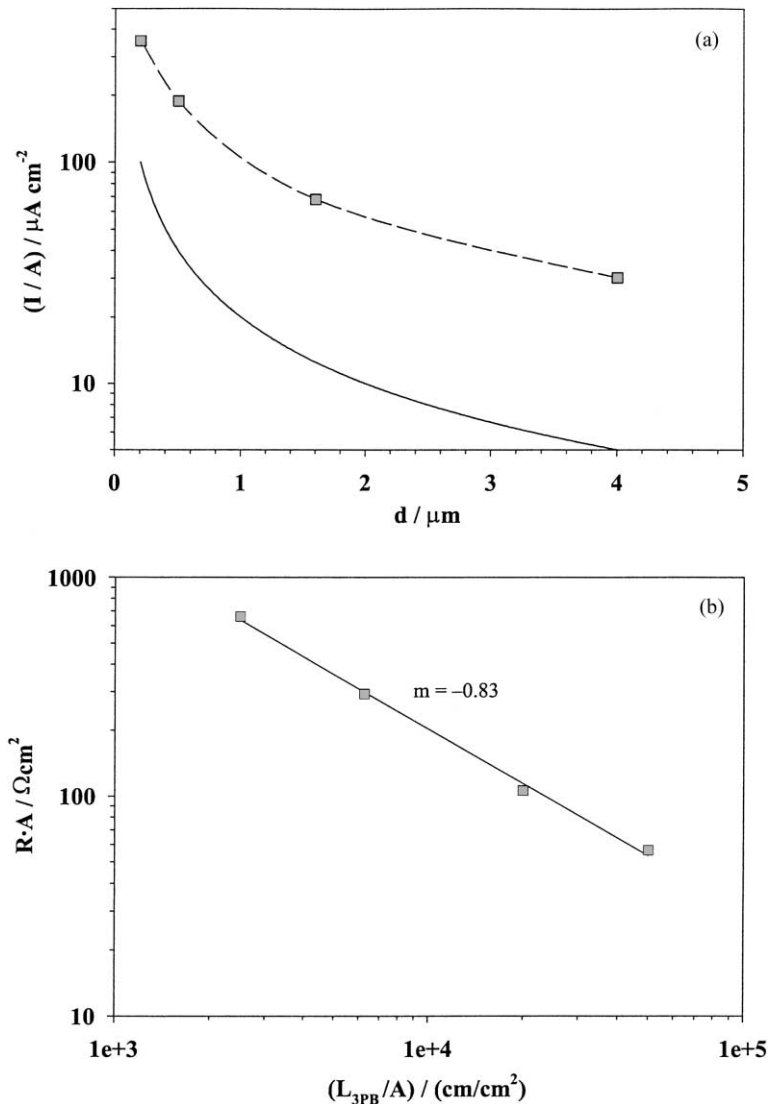 (a)
100
10
(I / A) / μA cm-2
0 1 2 3 4 5
d / μm
(b)
1000
100
10
m = –0.83
R·A / Ωcm2
1e+3 1e+4 1e+5
(L3PB/A) / (cm/cm2)